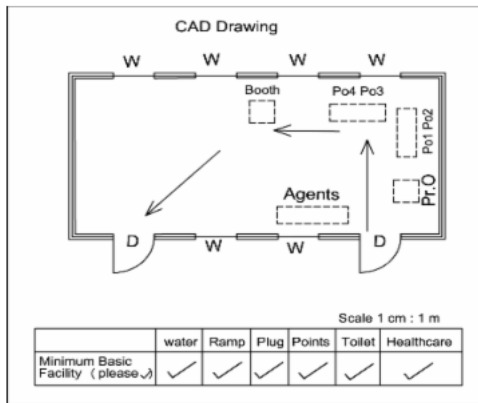 CAD Drawing
W W W W
Booth Po4 Po3
Po1 Po2
Pr.O
Agents
D W W D
Scale 1 cm : 1 m
water Ramp Plug Points Toilet Healthcare
Minimum Basic
Facility ( please ✓)
✓ ✓ ✓ ✓ ✓ ✓